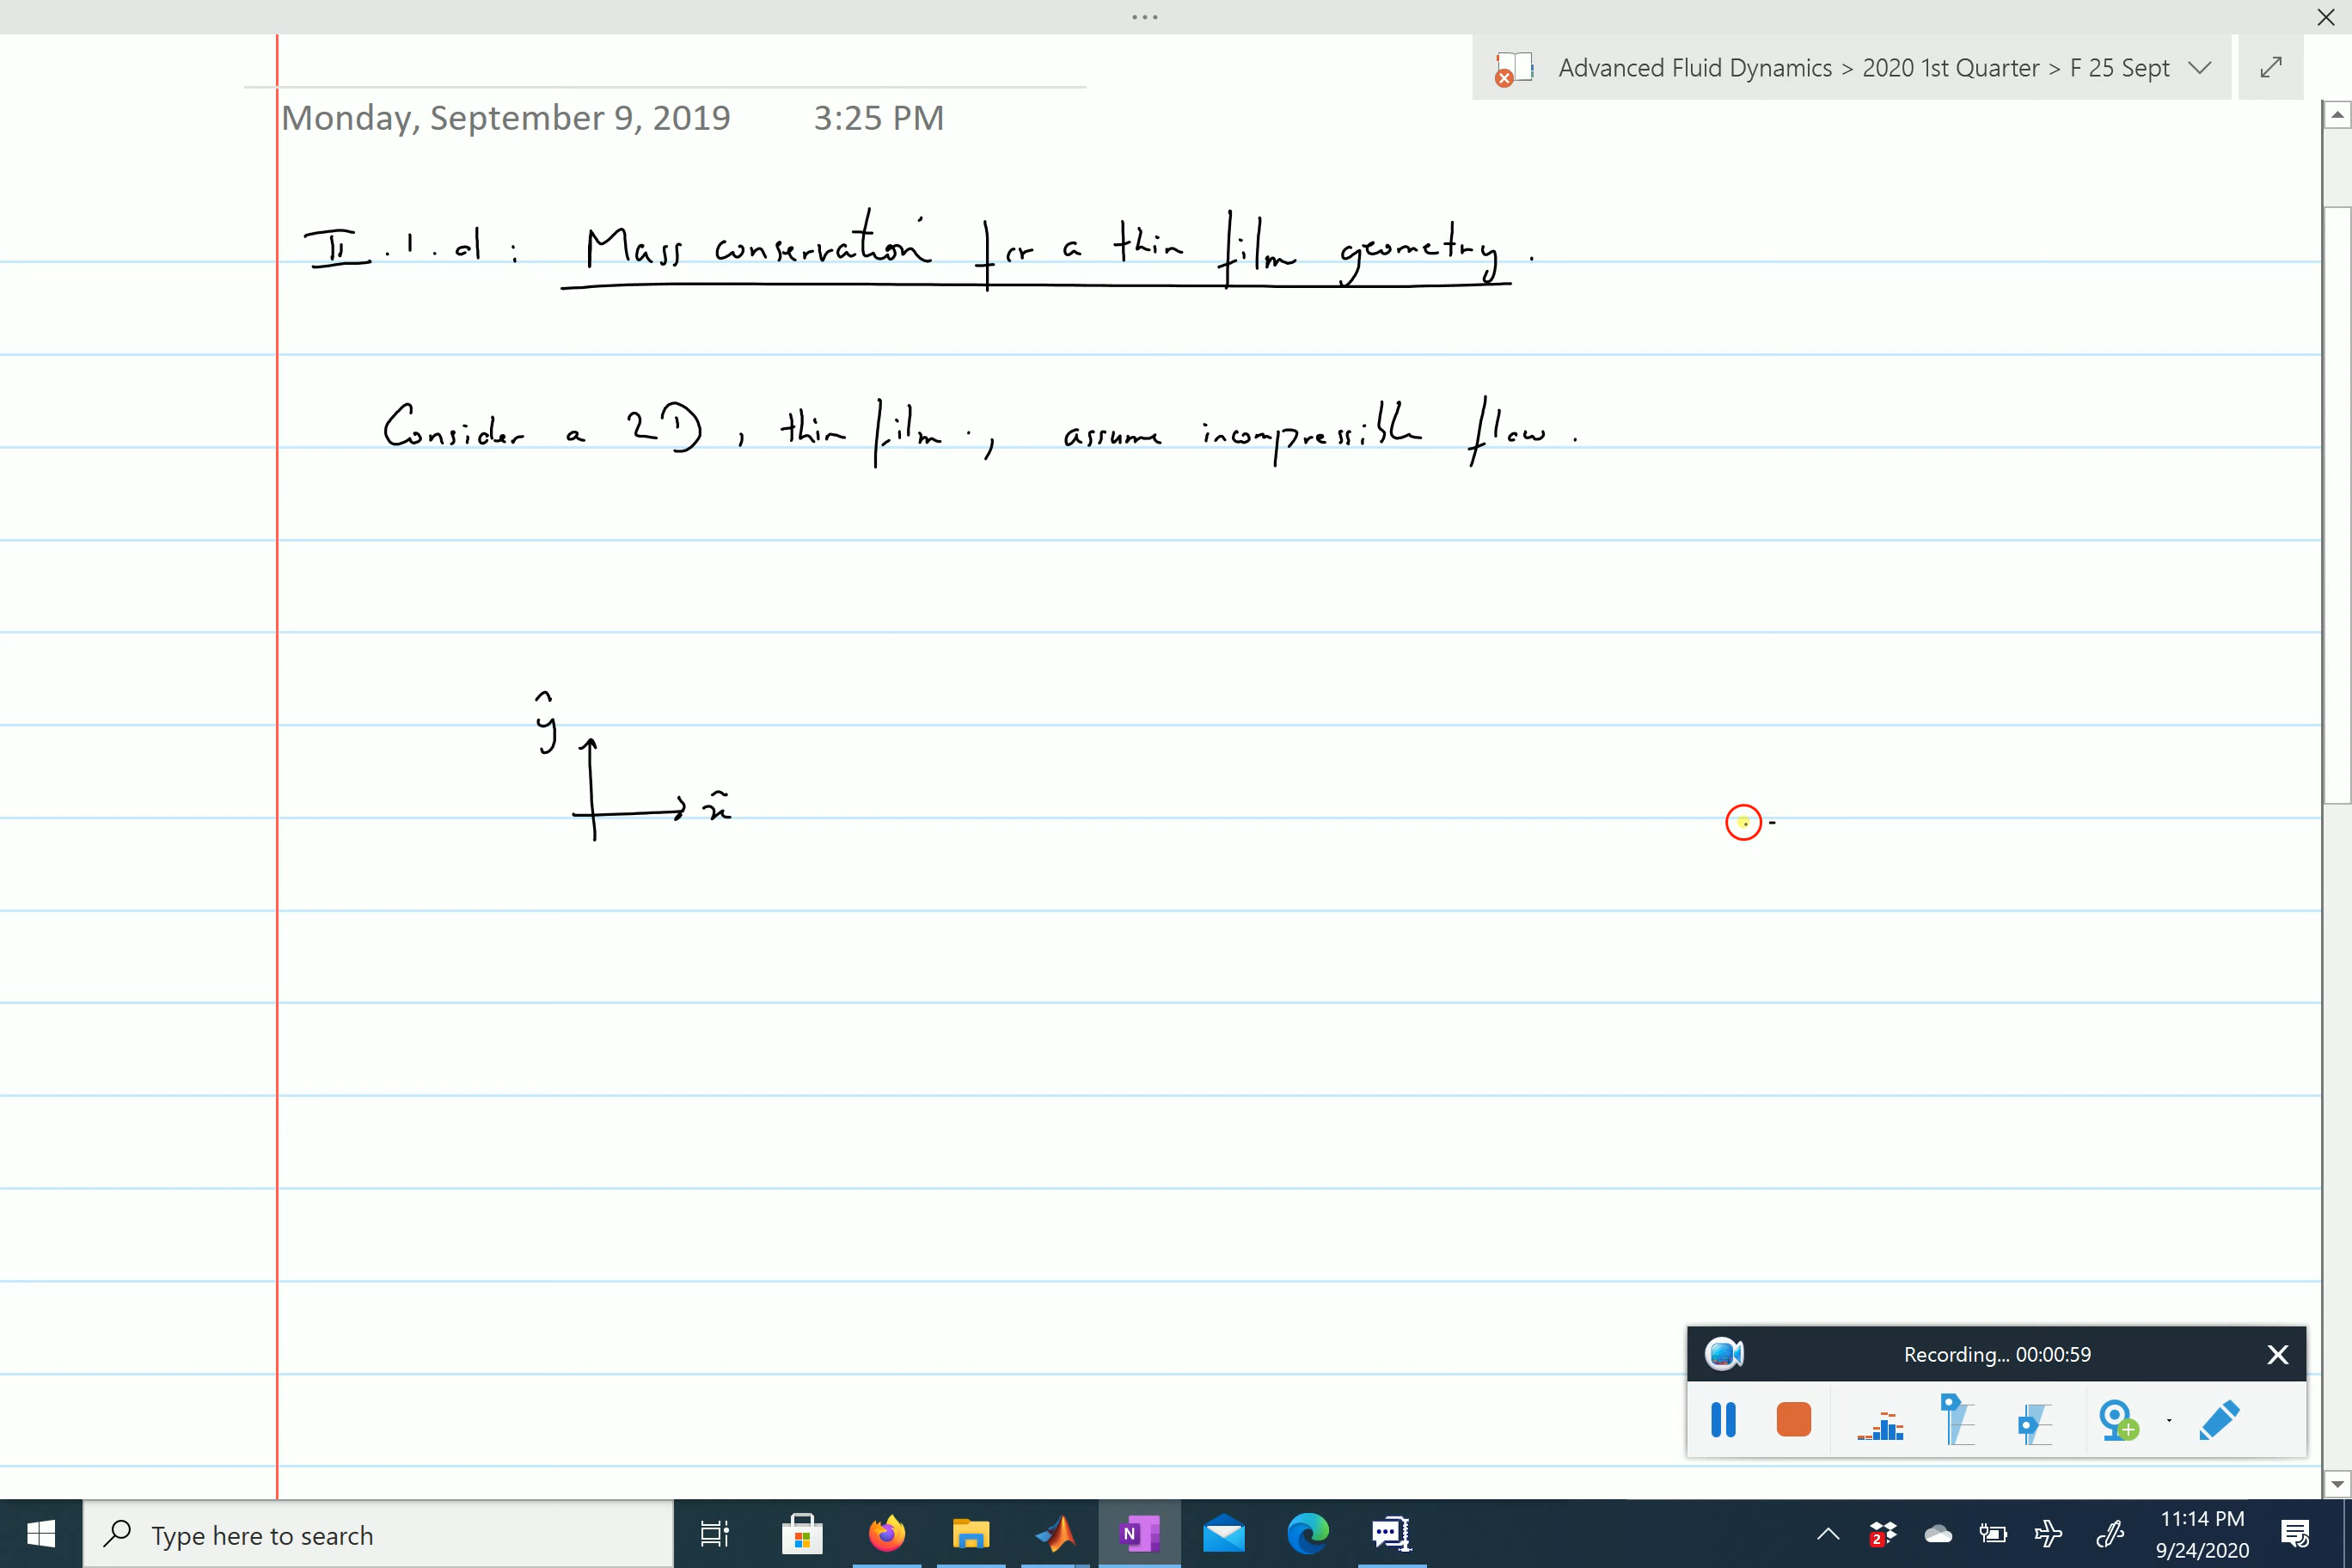 ...
Advanced Fluid Dynamics > 2020 1st Quarter > F 25 Sept
Monday, September 9, 2019 3:25 PM
II.1.d: Mass conservation for a thin film geometry.
Consider a 2D, thin film, assume incompressible flow.
ŷ
x̂
Recording... 00:00:59
Type here to search
N
2
11:14 PM
9/24/2020